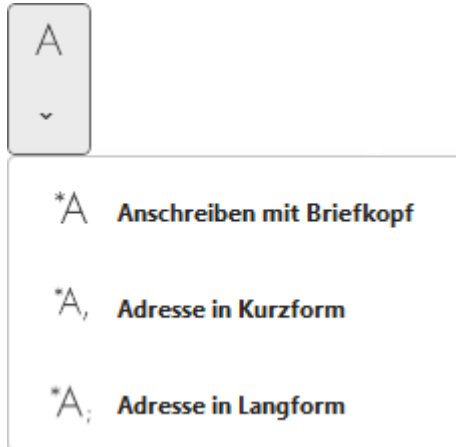 A
*A Anschreiben mit Briefkopf
*A, Adresse in Kurzform
*A; Adresse in Langform